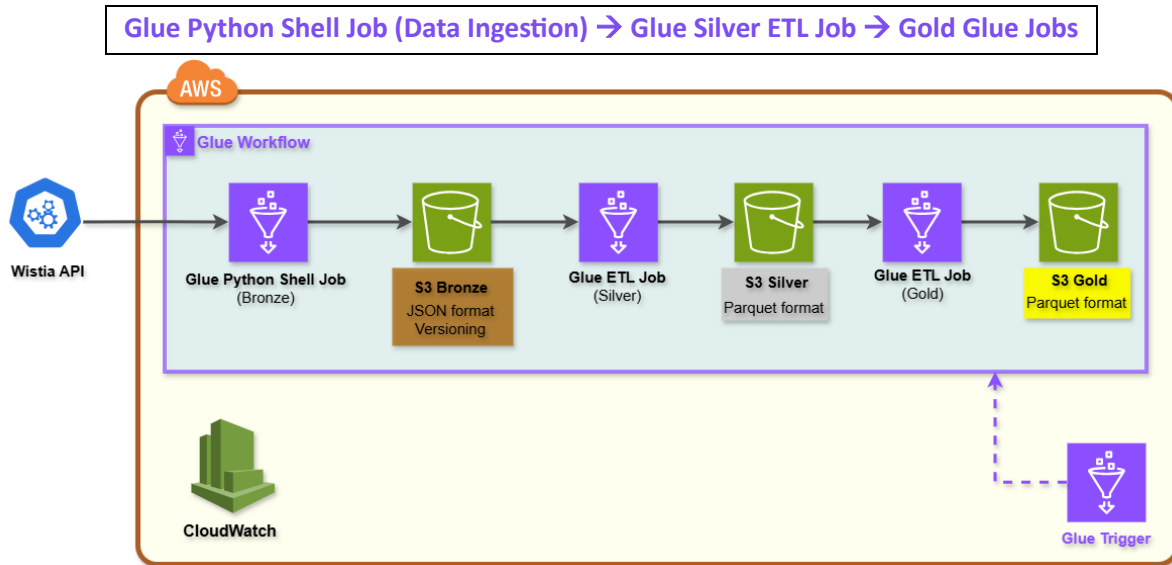 Glue Python Shell Job (Data Ingestion) → Glue Silver ETL Job → Gold Glue Jobs
AWS
Glue Workflow
Wistia API
Glue Python Shell Job
(Bronze)
S3 Bronze
JSON format
Versioning
Glue ETL Job
(Silver)
S3 Silver
Parquet format
Glue ETL Job
(Gold)
S3 Gold
Parquet format
CloudWatch
Glue Trigger